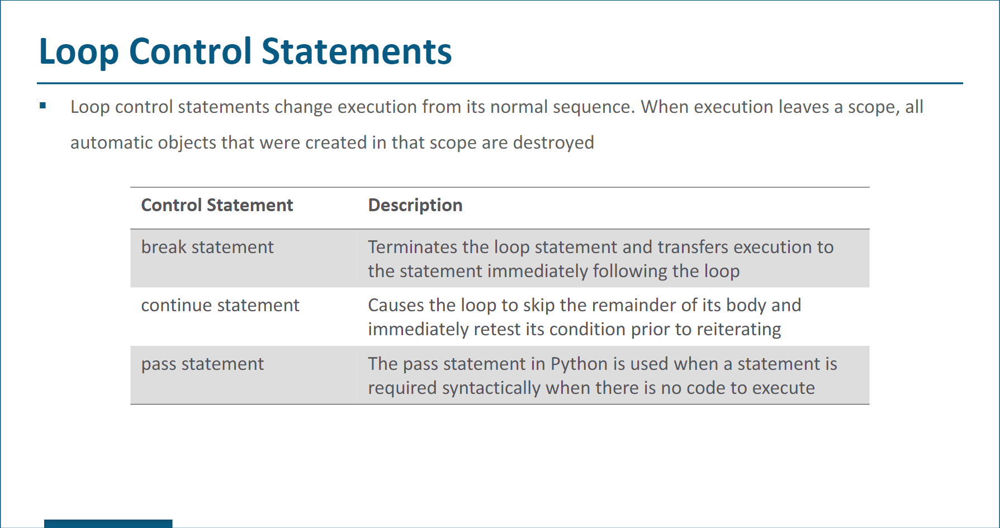 Loop Control Statements
Loop control statements change execution from its normal sequence. When execution leaves a scope, all
automatic objects that were created in that scope are destroyed
Control Statement Description
break statement Terminates the loop statement and transfers execution to
the statement immediately following the loop
continue statement Causes the loop to skip the remainder of its body and
immediately retest its condition prior to reiterating
pass statement The pass statement in Python is used when a statement is
required syntactically when there is no code to execute